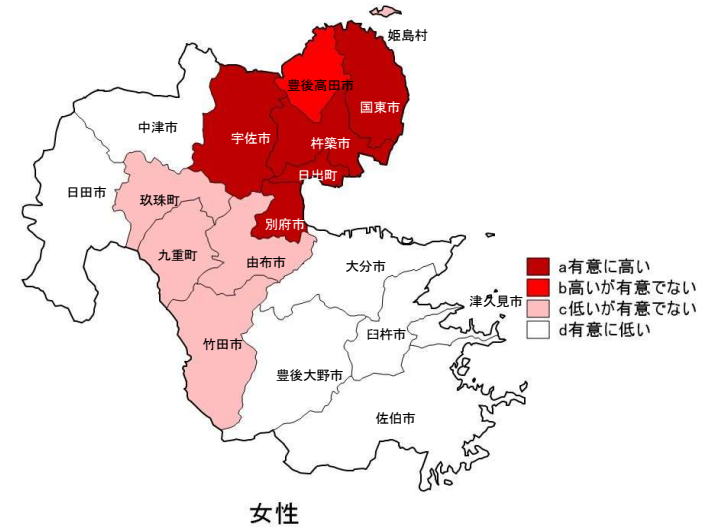 姫島村
豊後高田市
国東市
中津市
宇佐市
杵築市
日出町
日田市
玖珠町
別府市
九重町
由布市
大分市
a有意に高い
b高いが有意でない
津久見市
c低いが有意でない
d有意に低い
臼杵市
竹田市
豊後大野市
佐伯市
女性